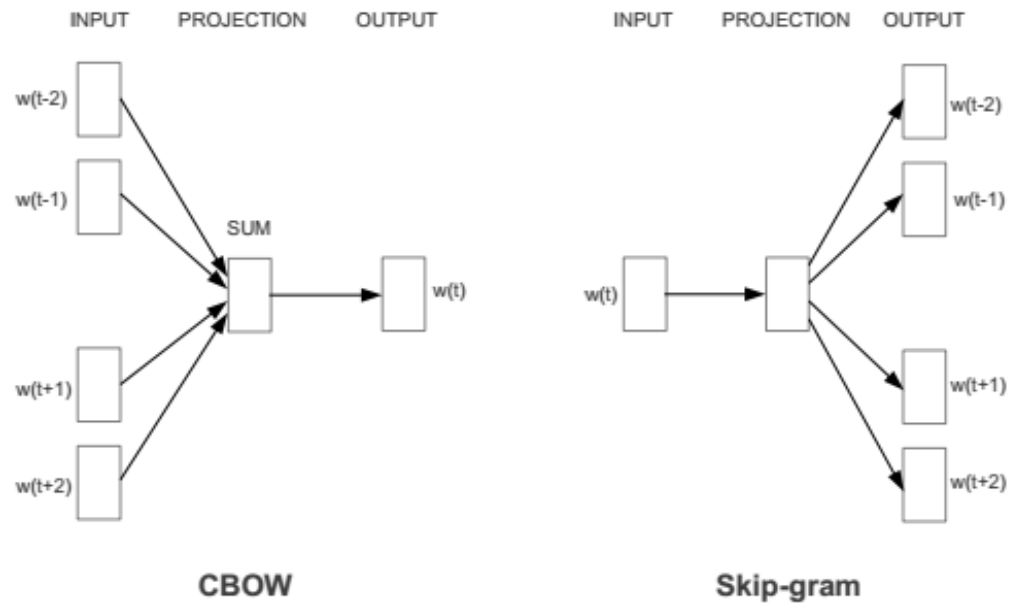 INPUT PROJECTION OUTPUT
w(t-2)
w(t-1)
SUM
w(t)
w(t+1)
w(t+2)
CBOW
INPUT PROJECTION OUTPUT
w(t-2)
w(t-1)
w(t)
w(t+1)
w(t+2)
Skip-gram